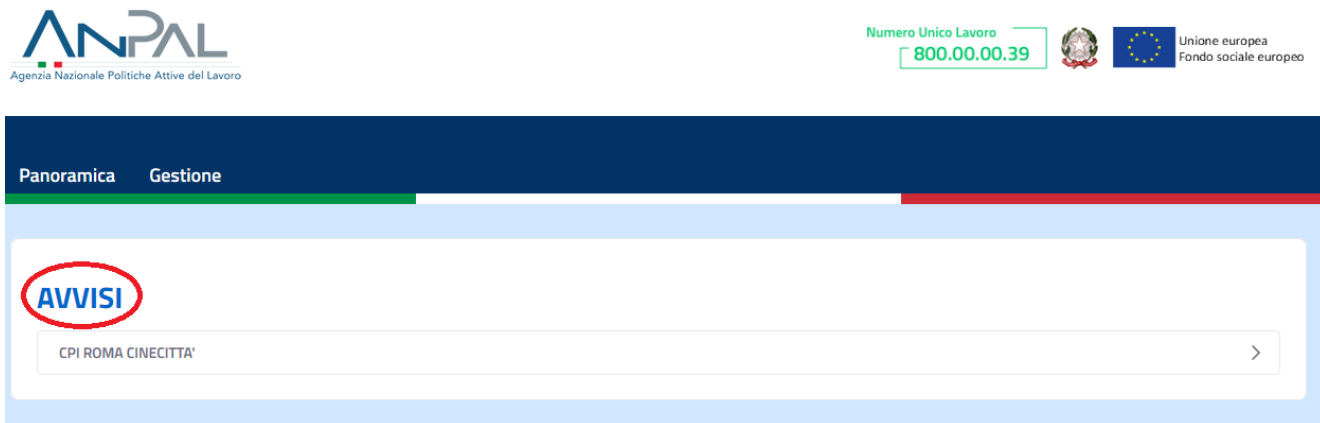 ANPAL
Agenzia Nazionale Politiche Attive del Lavoro
Numero Unico Lavoro
800.00.00.39
Unione europea
Fondo sociale europeo
Panoramica Gestione
AVVISI
CPI ROMA CINECITTA'